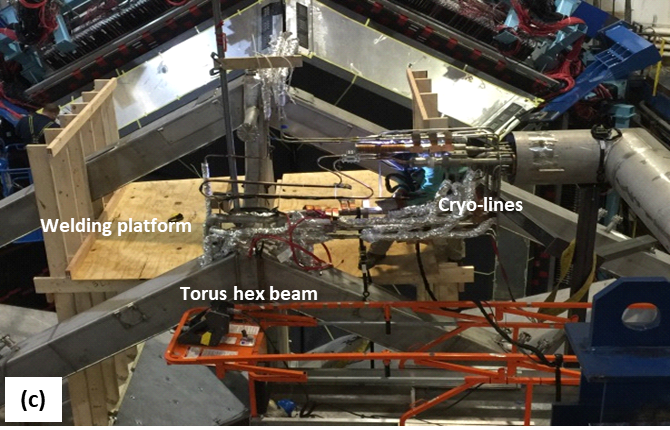 Welding platform
Cryo-lines
Torus hex beam
(c)